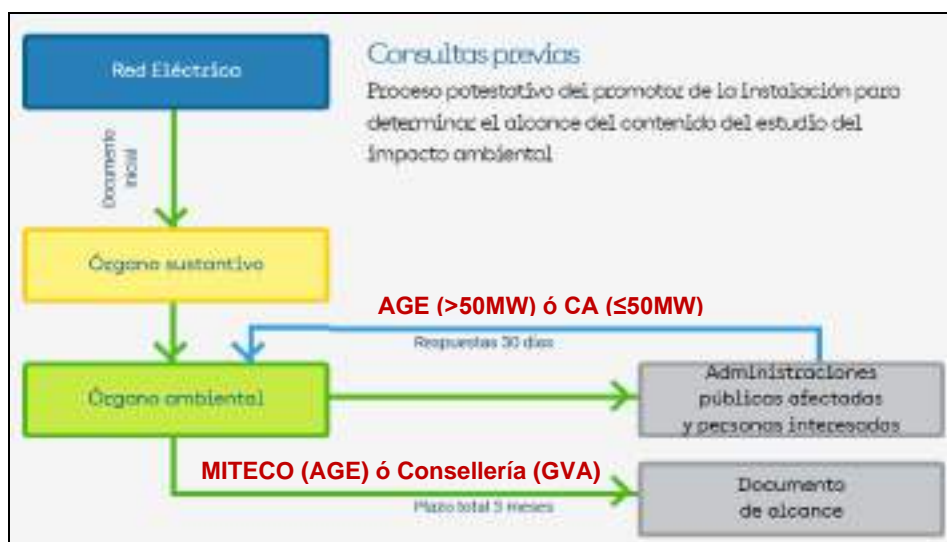 Red Eléctrica
Consultas previas
Proceso potestativo del promotor de la instalación para
determinar el alcance del contenido del estudio del
impacto ambiental
Documento
inicial
Órgano sustantivo
AGE (>50MW) ó CA (≤50MW)
Respuestas 30 días
Órgano ambiental
Administraciones
públicas afectadas
y personas interesadas
MITECO (AGE) ó Consellería (GVA)
Plazo total 3 meses
Documento
de alcance